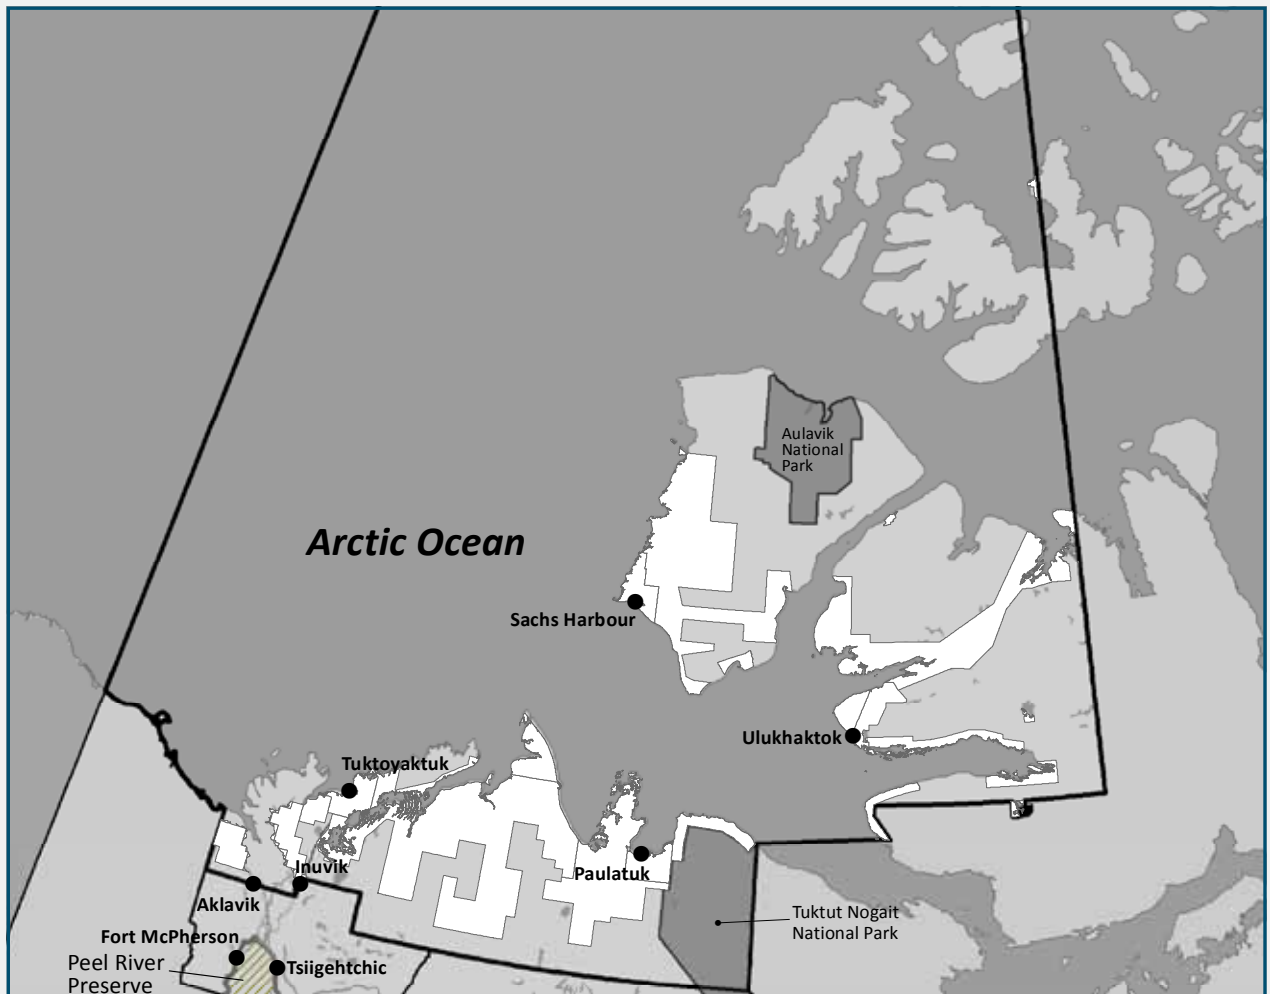 Aulavik
National
Park
Arctic Ocean
Sachs Harbour
Ulukhaktok
Tuktoyaktuk
Inuvik
Paulatuk
Aklavik
Tuktut Nogait
National Park
Fort McPherson
Peel River
Preserve
Tsiigehtchic